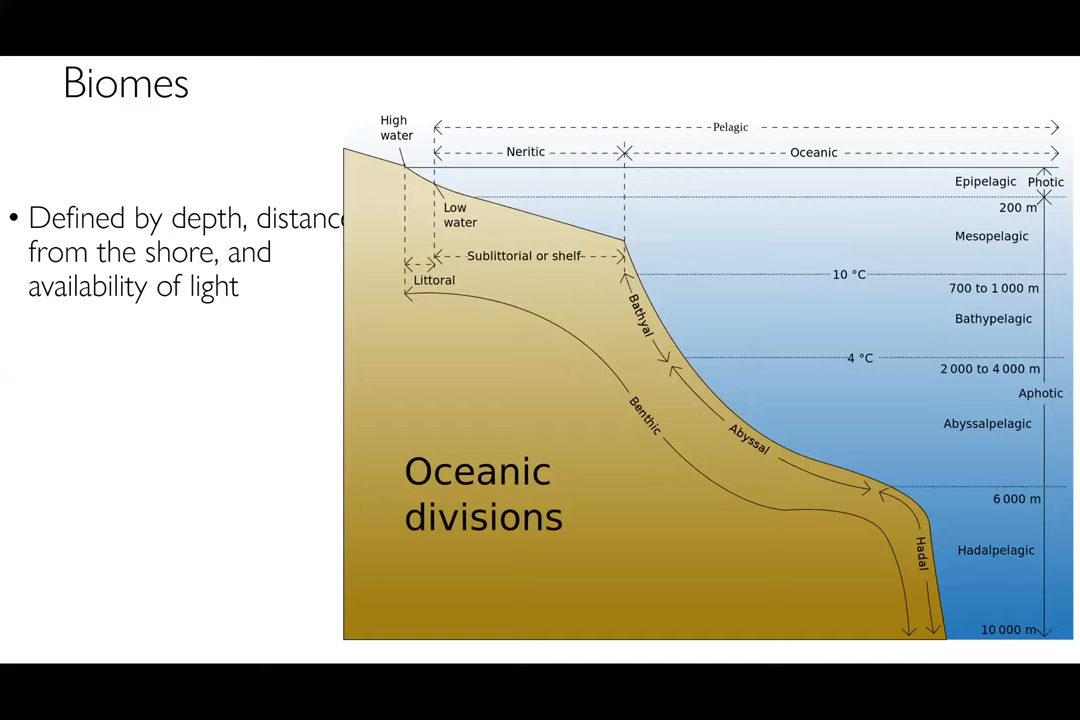 Biomes
• Defined by depth, distance
from the shore, and
availability of light
High
water
Pelagic
Neritic
Oceanic
Epipelagic
Photic
200 m
Low
water
Mesopelagic
Sublittorial or shelf
Littoral
10 °C
700 to 1 000 m
Bathyal
Bathypelagic
4 °C
2 000 to 4 000 m
Aphotic
Benthic
Abyssal
Abyssalpelagic
Oceanic
divisions
6 000 m
Hadal
Hadalpelagic
10 000 m